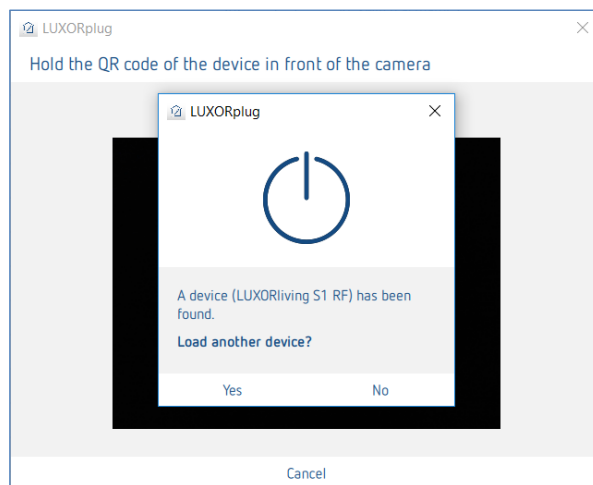 LUXORplug
Hold the QR code of the device in front of the camera
LUXORplug
A device (LUXORliving S1 RF) has been
found.
Load another device?
Yes No
Cancel